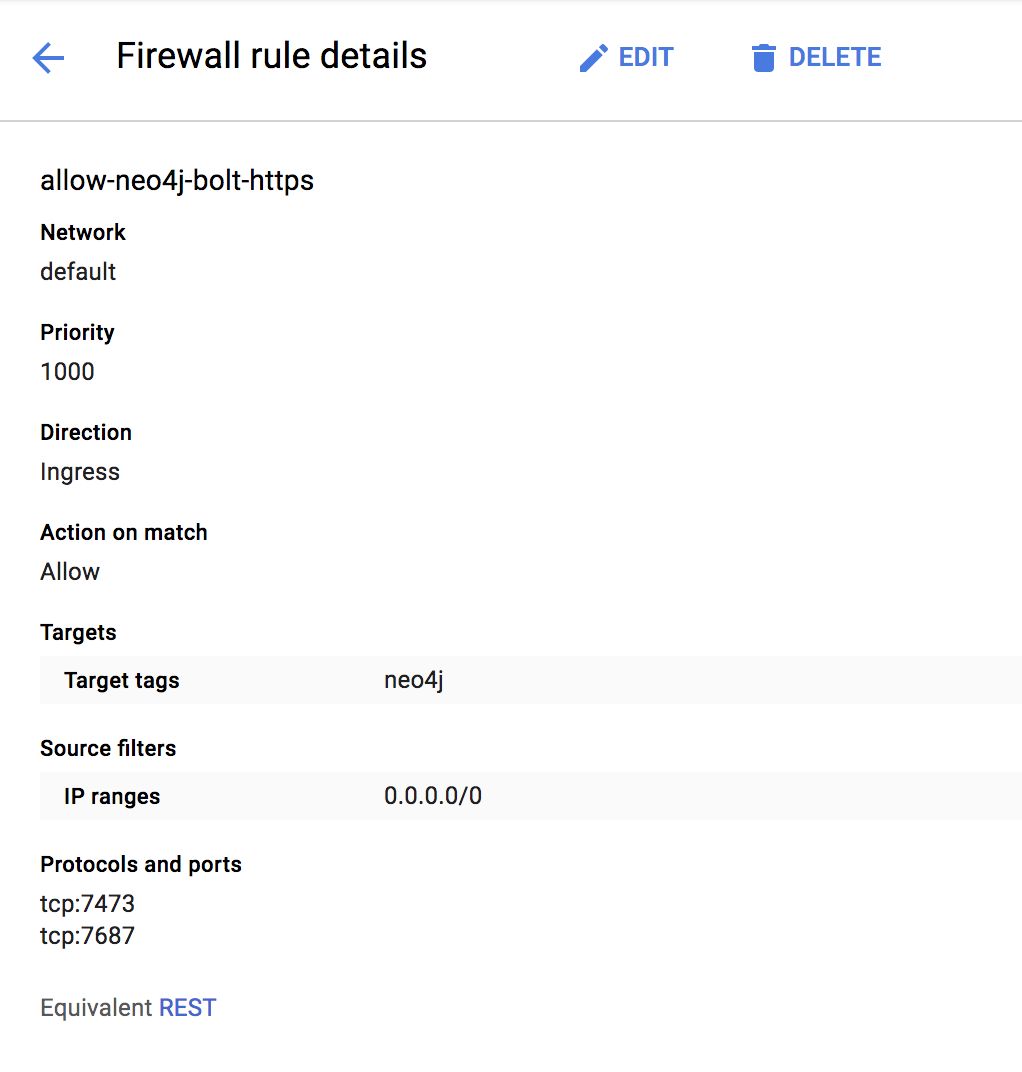 Firewall rule details EDIT DELETE
allow-neo4j-bolt-https
Network
default
Priority
1000
Direction
Ingress
Action on match
Allow
Targets
Target tags neo4j
Source filters
IP ranges 0.0.0.0/0
Protocols and ports
tcp:7473
tcp:7687
Equivalent REST